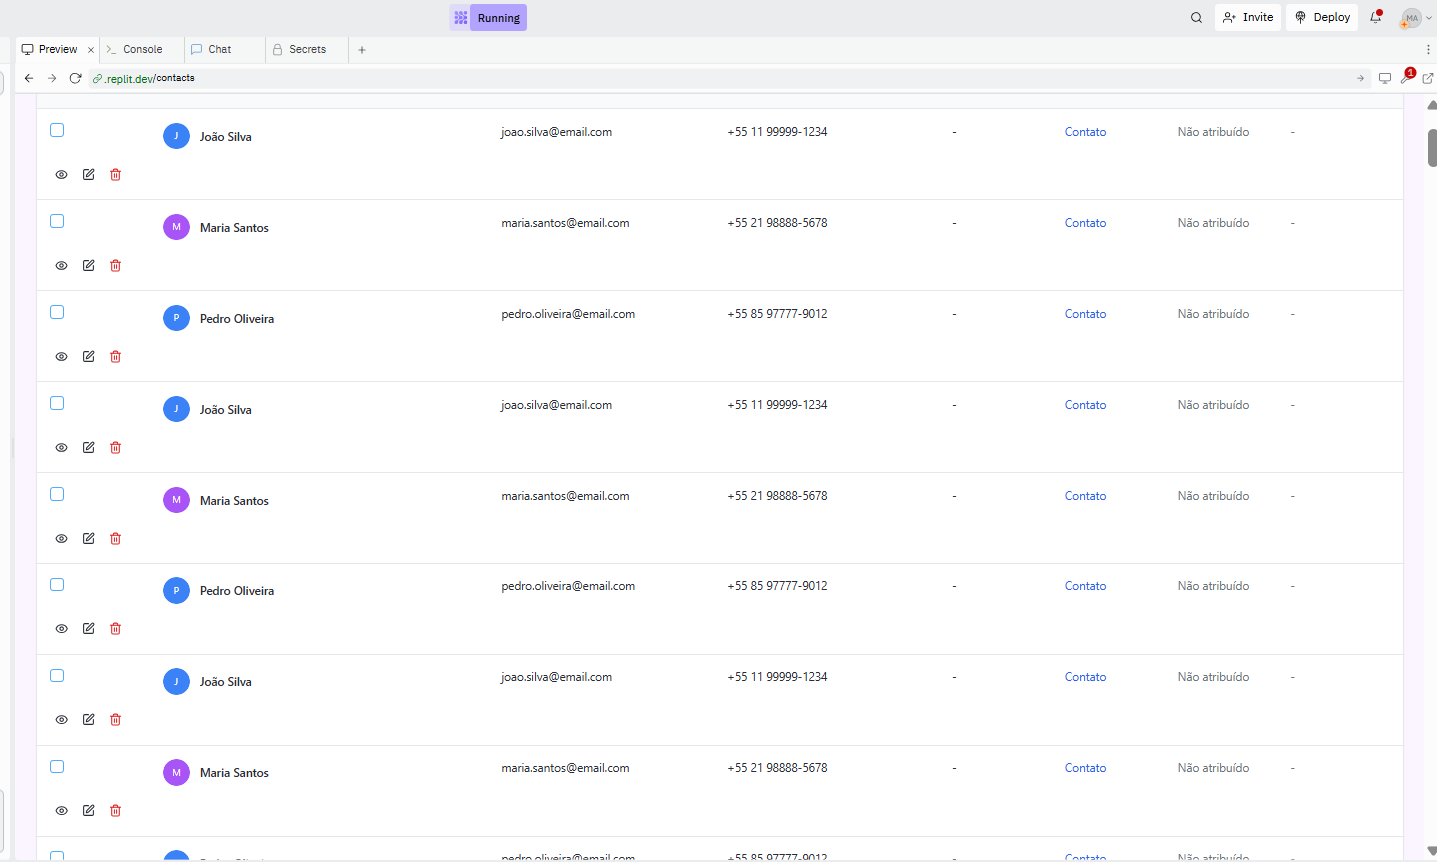 Running
Invite
Deploy
MA
Preview
Console
Chat
Secrets
.replit.dev/contacts
1
J João Silva joao.silva@email.com +55 11 99999-1234 - Contato Não atribuído -
M Maria Santos maria.santos@email.com +55 21 98888-5678 - Contato Não atribuído -
P Pedro Oliveira pedro.oliveira@email.com +55 85 97777-9012 - Contato Não atribuído -
J João Silva joao.silva@email.com +55 11 99999-1234 - Contato Não atribuído -
M Maria Santos maria.santos@email.com +55 21 98888-5678 - Contato Não atribuído -
P Pedro Oliveira pedro.oliveira@email.com +55 85 97777-9012 - Contato Não atribuído -
J João Silva joao.silva@email.com +55 11 99999-1234 - Contato Não atribuído -
M Maria Santos maria.santos@email.com +55 21 98888-5678 - Contato Não atribuído -
pedro.oliveira@email.com +55 85 97777-9012 - Contato Não atribuído -